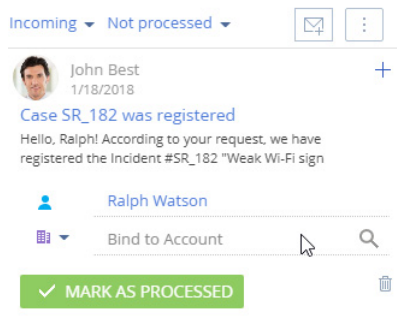 Incoming Not processed
John Best
1/18/2018
Case SR_182 was registered
Hello, Ralph! According to your request, we have
registered the Incident #SR_182 "Weak Wi-Fi sign
Ralph Watson
Bind to Account
MARK AS PROCESSED